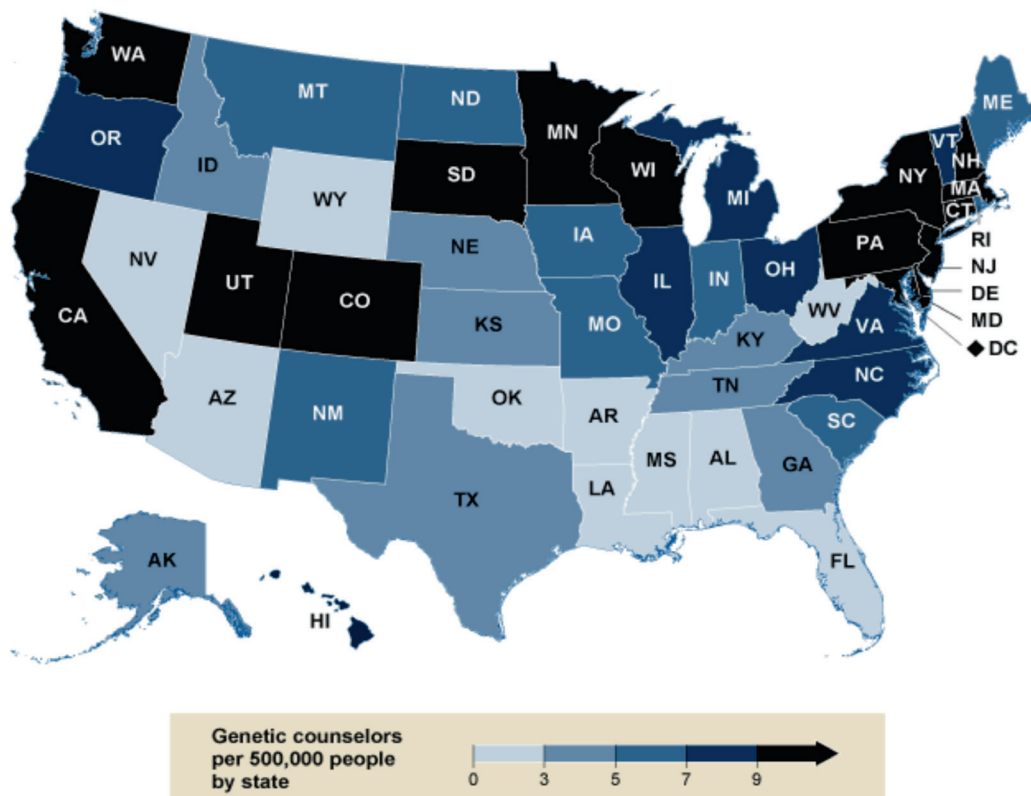 WA
MT
ND
ME
OR
MN
VT
NH
ID
SD
WI
NY
MA
WY
MI
CT
RI
IA
PA
NE
NJ
NV
OH
DE
UT
IL
IN
CO
MD
CA
WV
KS
MO
VA
DC
KY
NC
TN
AZ
OK
NM
AR
SC
MS
AL
GA
LA
TX
AK
FL
HI
Genetic counselors
per 500,000 people
by state
0 3 5 7 9